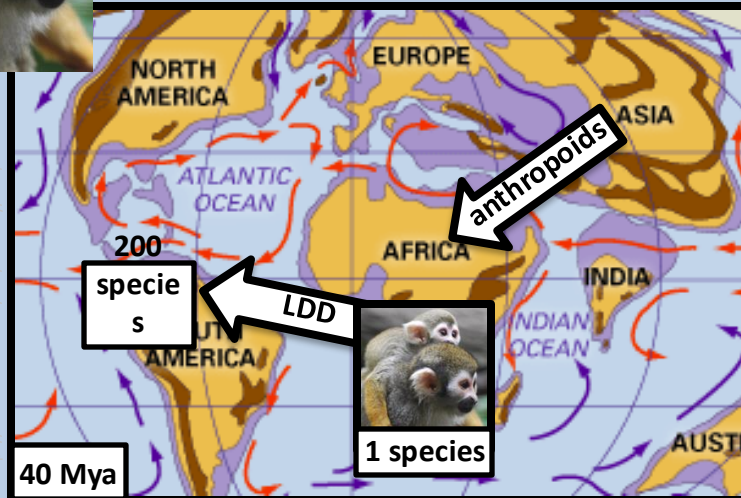 NORTH
AMERICA
EUROPE
ASIA
anthropoids
ATLANTIC
OCEAN
AFRICA
200
specie
s
LDD
INDIA
INDIAN
OCEAN
UTH
AMERICA
1 species
AUST
40 Mya